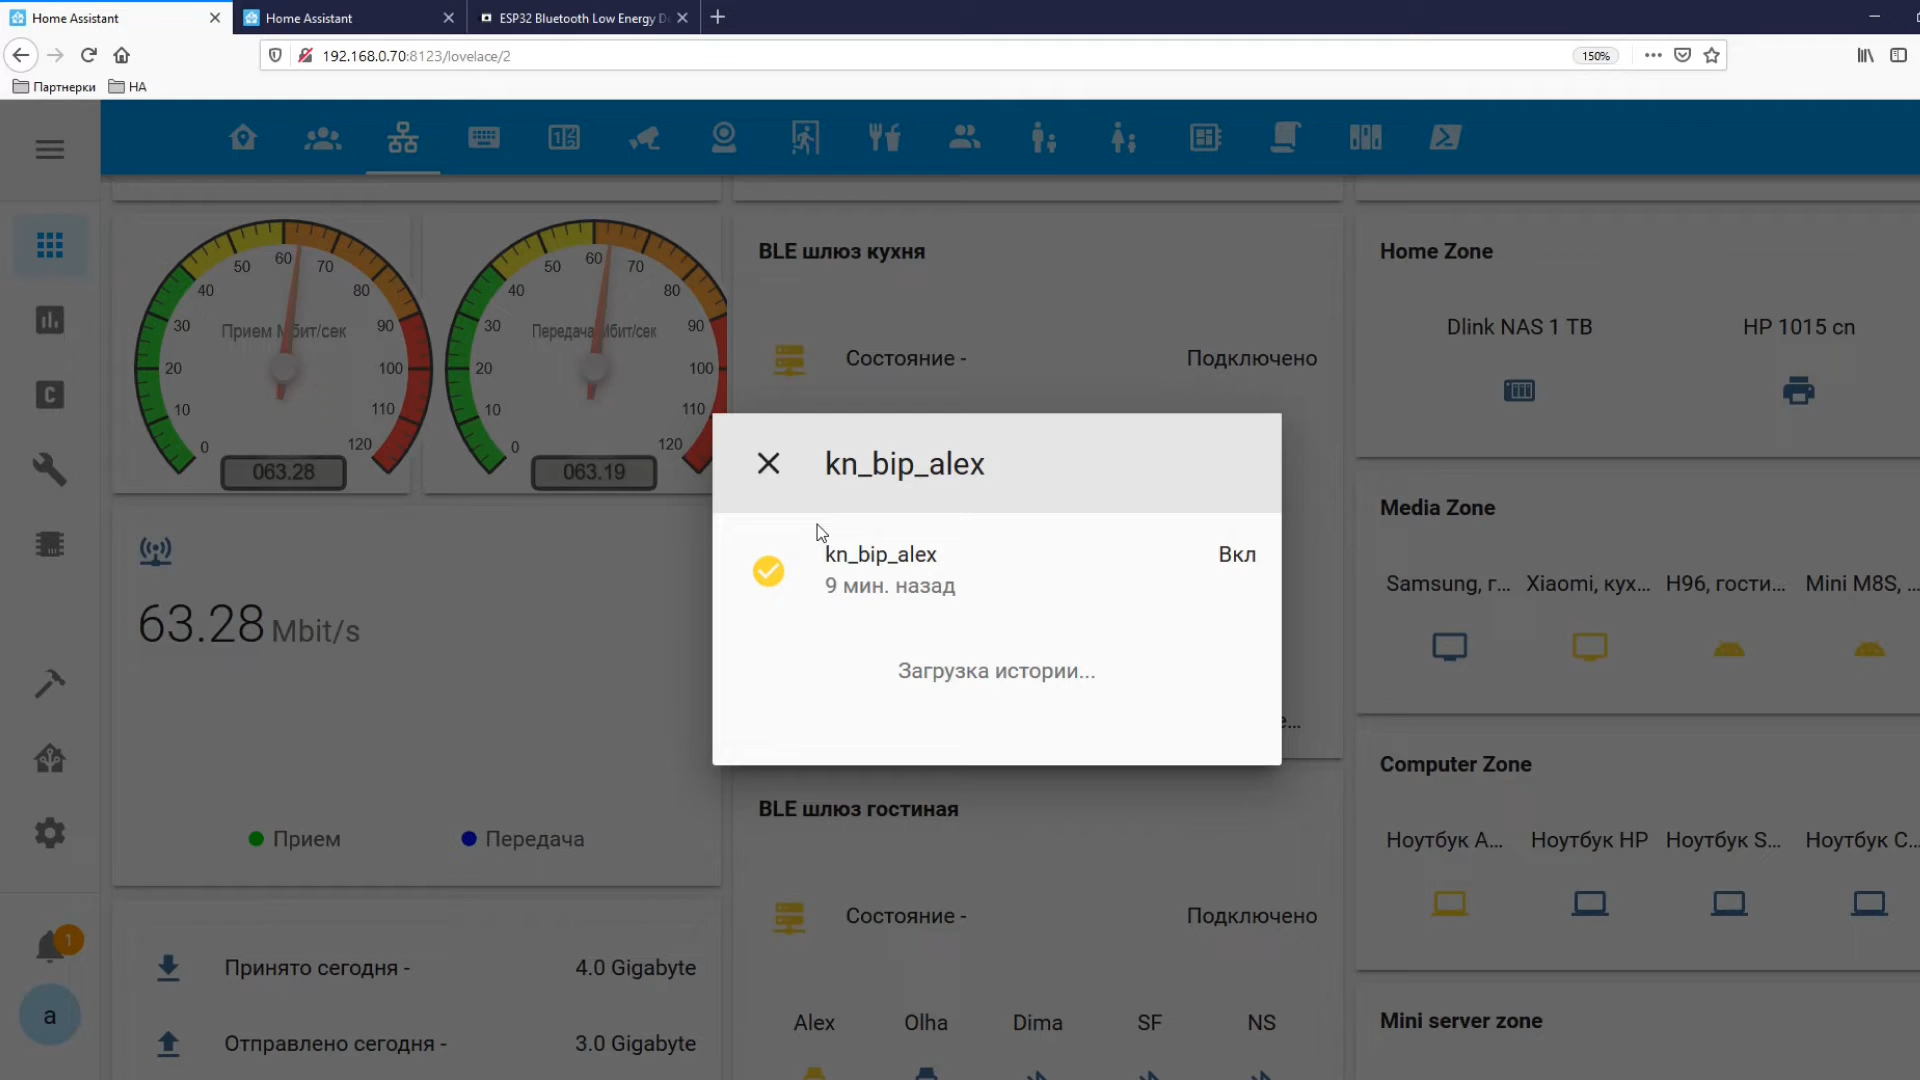 Home Assistant
Home Assistant
ESP32 Bluetooth Low Energy D
192.168.0.70:8123/lovelace/2
150%
Партнерки
HA
0
10
20
30
40
50
60
70
80
90
100
110
120
Прием Мбит/сек
063.28
0
10
20
30
40
50
60
70
80
90
100
110
120
Передача Мбит/сек
063.19
63.28 Mbit/s
Прием
Передача
Принято сегодня -
4.0 Gigabyte
Отправлено сегодня -
3.0 Gigabyte
BLE шлюз кухня
Состояние -
Подключено
kn_bip_alex
kn_bip_alex
Вкл
9 мин. назад
Загрузка истории...
е...
BLE шлюз гостиная
Состояние -
Подключено
Alex
Olha
Dima
SF
NS
Home Zone
Dlink NAS 1 TB
HP 1015 cn
Media Zone
Samsung, г...
Xiaomi, кух...
H96, гости...
Mini M8S, ...
Computer Zone
Ноутбук А...
Ноутбук HP
Ноутбук S...
Ноутбук С...
Mini server zone
1
a